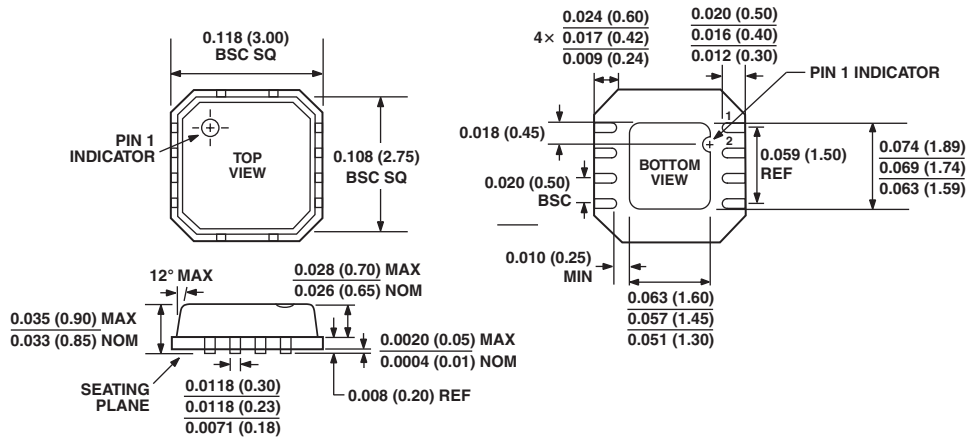 0.118 (3.00)
BSC SQ
PIN 1
INDICATOR
TOP
VIEW
0.108 (2.75)
BSC SQ
0.024 (0.60)
4× 0.017 (0.42)
0.009 (0.24)
0.020 (0.50)
0.016 (0.40)
0.012 (0.30)
PIN 1 INDICATOR
0.018 (0.45)
1
2
BOTTOM
VIEW
0.059 (1.50)
REF
0.074 (1.89)
0.069 (1.74)
0.063 (1.59)
0.020 (0.50)
BSC
0.010 (0.25)
MIN
0.063 (1.60)
0.057 (1.45)
0.051 (1.30)
12° MAX
0.028 (0.70) MAX
0.026 (0.65) NOM
0.035 (0.90) MAX
0.033 (0.85) NOM
0.0020 (0.05) MAX
0.0004 (0.01) NOM
SEATING
PLANE
0.0118 (0.30)
0.0118 (0.23)
0.0071 (0.18)
0.008 (0.20) REF